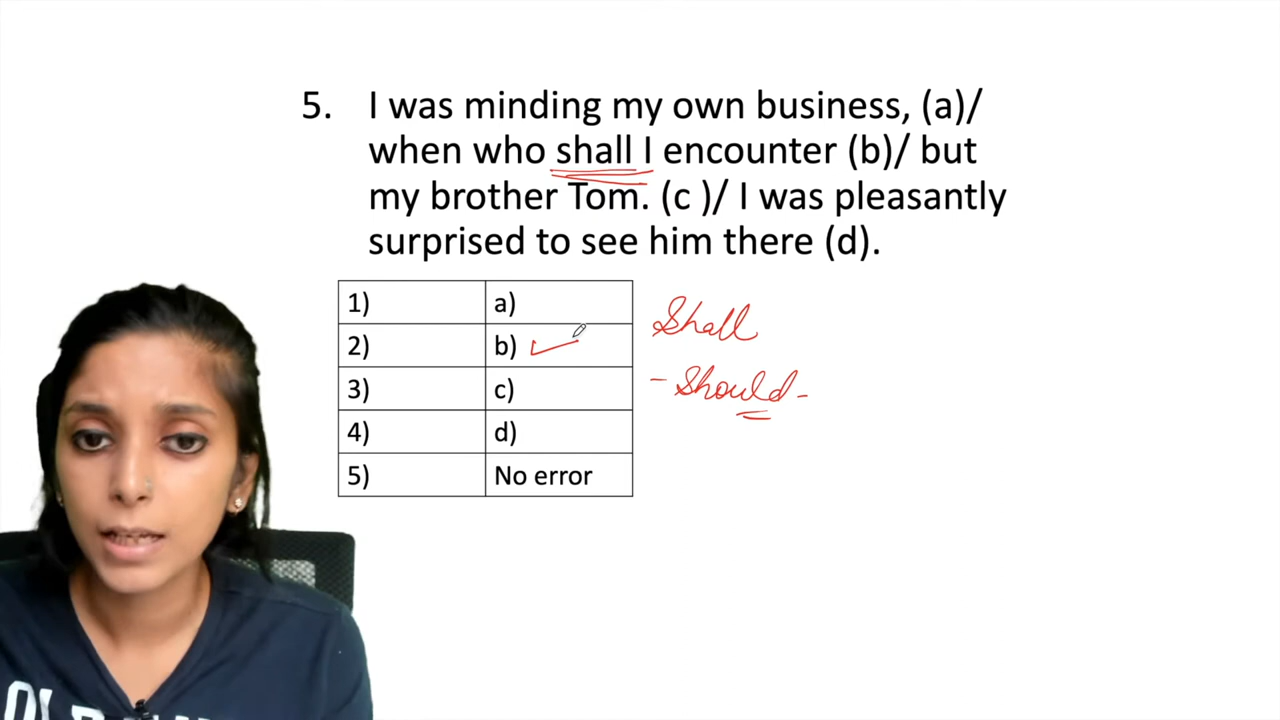 5. I was minding my own business, (a)/
when who shall I encounter (b)/ but
my brother Tom. (c )/ I was pleasantly
surprised to see him there (d).
1) a)
2) b)
3) c)
4) d)
5) No error
Shall
- Should -